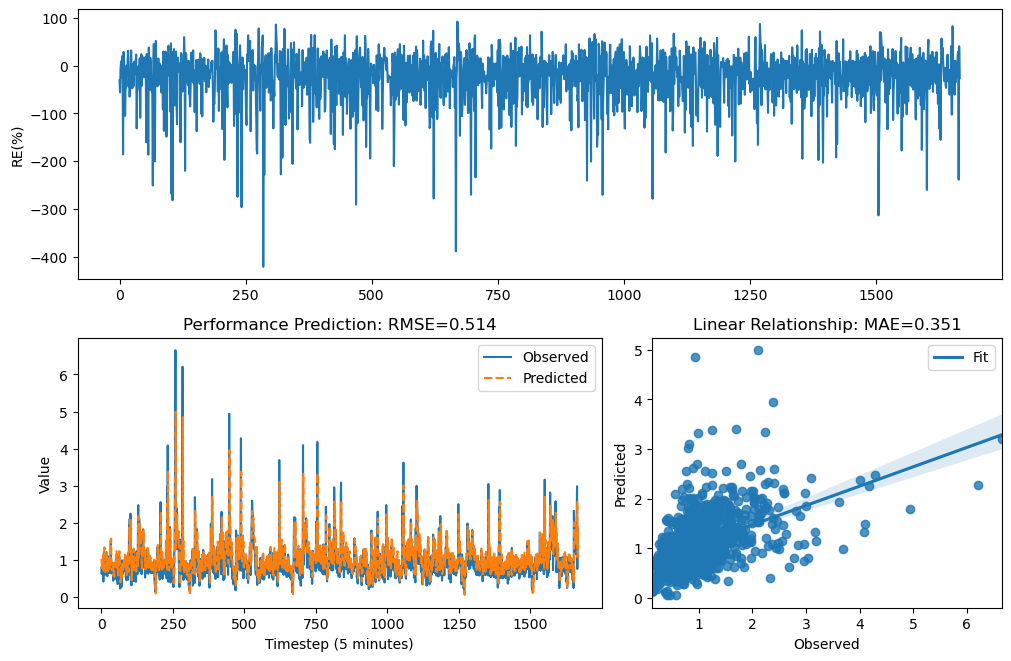 100
0
−100
−200
−300
−400
RE(%)
0 250 500 750 1000 1250 1500
Performance Prediction: RMSE=0.514
Observed
Predicted
6
5
4
3
2
1
0
Value
0 250 500 750 1000 1250 1500
Timestep (5 minutes)
Linear Relationship: MAE=0.351
Fit
5
4
3
2
1
0
Predicted
1 2 3 4 5 6
Observed